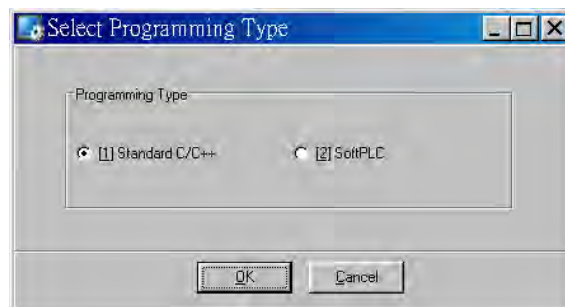 Select Programming Type
Programming Type
[1] Standard C/C++ [2] SoftPLC
OK Cancel